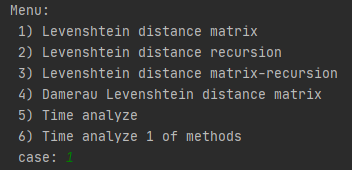 Menu:
1) Levenshtein distance matrix
2) Levenshtein distance recursion
3) Levenshtein distance matrix-recursion
4) Damerau Levenshtein distance matrix
5) Time analyze
6) Time analyze 1 of methods
case: 1